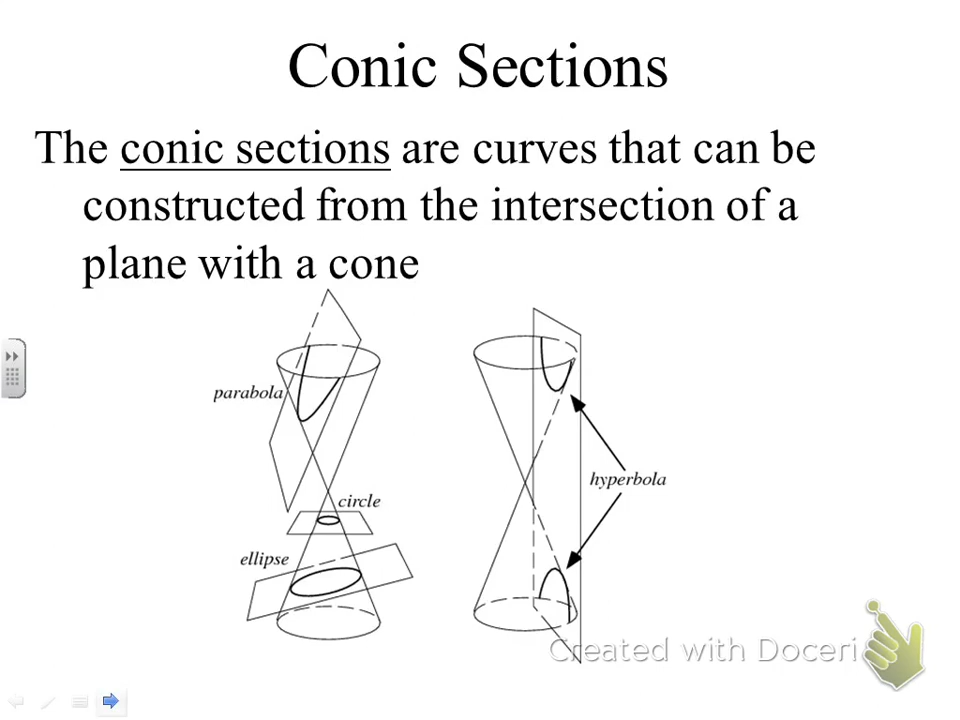 Conic Sections
The conic sections are curves that can be
constructed from the intersection of a
plane with a cone
parabola
circle
ellipse
hyperbola
Created with Doceri